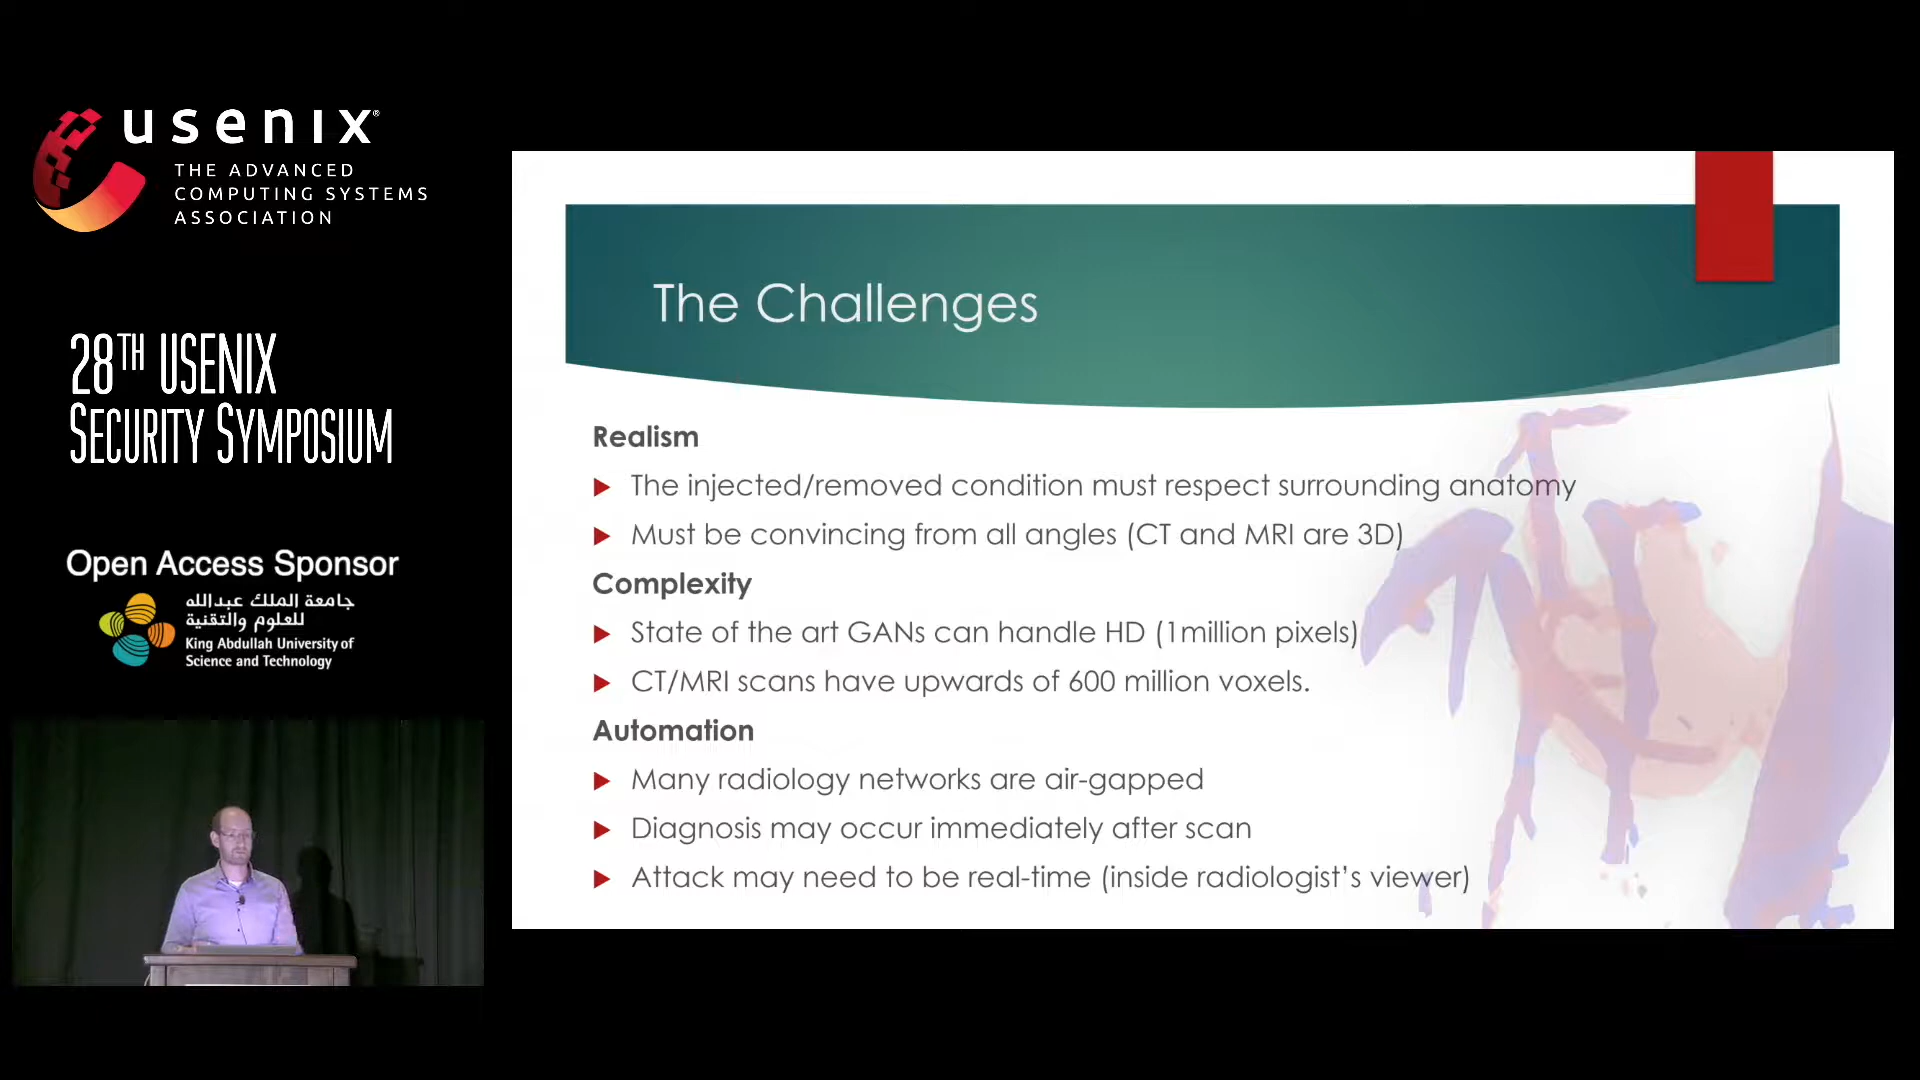 usenix®
THE ADVANCED
COMPUTING SYSTEMS
ASSOCIATION
28TH USENIX
SECURITY SYMPOSIUM
Open Access Sponsor
جامعة الملك عبدالله
للعلوم والتقنية
King Abdullah University of
Science and Technology
The Challenges
Realism
The injected/removed condition must respect surrounding anatomy
Must be convincing from all angles (CT and MRI are 3D)
Complexity
State of the art GANs can handle HD (1million pixels)
CT/MRI scans have upwards of 600 million voxels.
Automation
Many radiology networks are air-gapped
Diagnosis may occur immediately after scan
Attack may need to be real-time (inside radiologist's viewer)